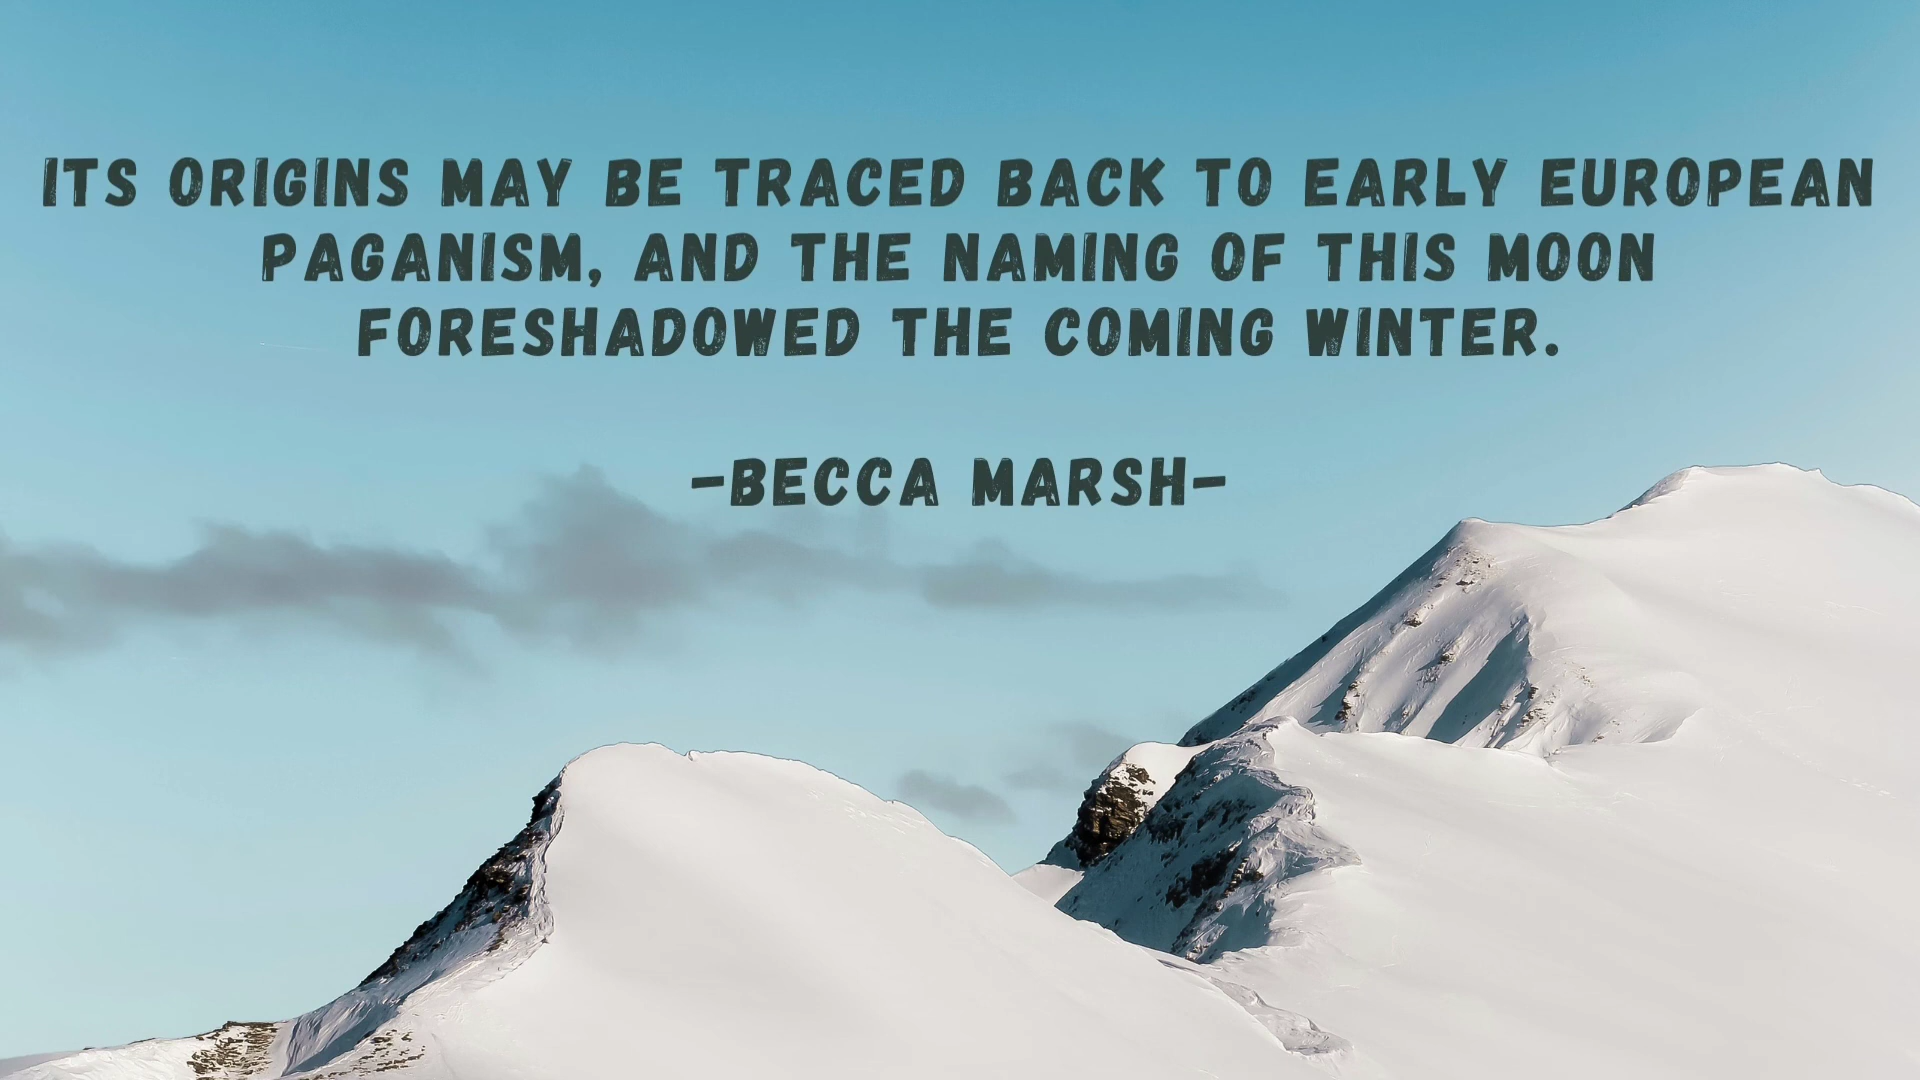 ITS ORIGINS MAY BE TRACED BACK TO EARLY EUROPEAN
PAGANISM, AND THE NAMING OF THIS MOON
FORESHADOWED THE COMING WINTER.
-BECCA MARSH-